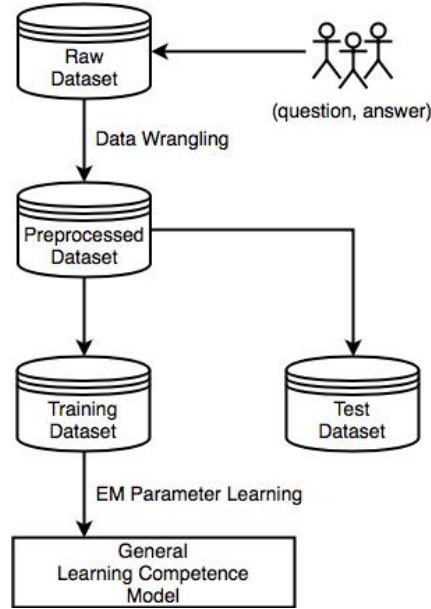 Raw
Dataset
(question, answer)
Data Wrangling
Preprocessed
Dataset
Training
Dataset
Test
Dataset
EM Parameter Learning
General
Learning Competence
Model